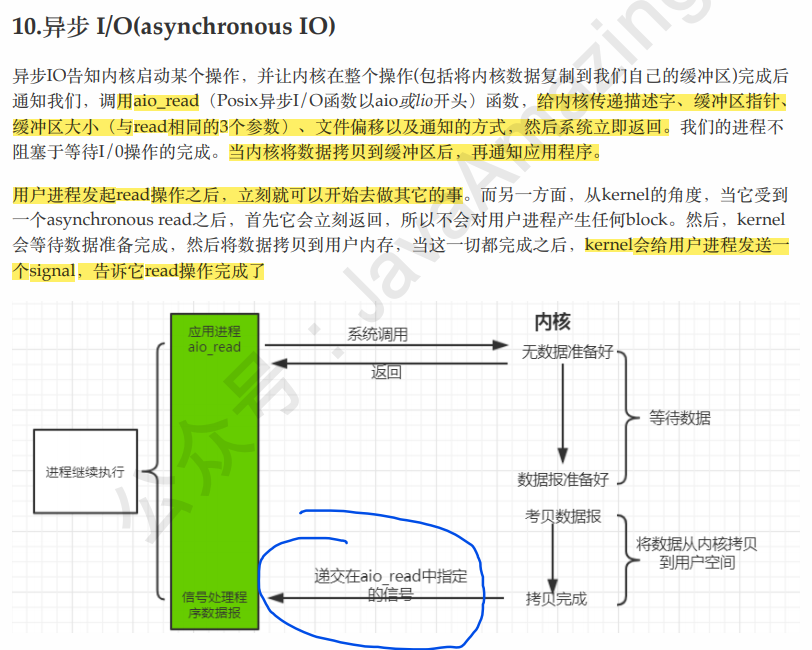 10.异步 I/O(asynchronous IO)
异步IO告知内核启动某个操作，并让内核在整个操作(包括将内核数据复制到我们自己的缓冲区)完成后
通知我们，调用aio_read（Posix异步I/O函数以aio或lio开头）函数，给内核传递描述字、缓冲区指针、
缓冲区大小（与read相同的3个参数）、文件偏移以及通知的方式，然后系统立即返回。我们的进程不
阻塞于等待I/0操作的完成。当内核将数据拷贝到缓冲区后，再通知应用程序。
用户进程发起read操作之后，立刻就可以开始去做其它的事。而另一方面，从kernel的角度，当它受到
一个asynchronous read之后，首先它会立刻返回，所以不会对用户进程产生任何block。然后，kernel
会等待数据准备完成，然后将数据拷贝到用户内存，当这一切都完成之后，kernel会给用户进程发送一
个signal，告诉它read操作完成了
应用进程
aio_read
系统调用
返回
内核
无数据准备好
等待数据
数据报准备好
进程继续执行
考贝数据报
将数据从内核拷贝
到用户空间
递交在aio_read中指定
的信号
信号处理程
序数据报
拷贝完成
公众号：JavaAmazing